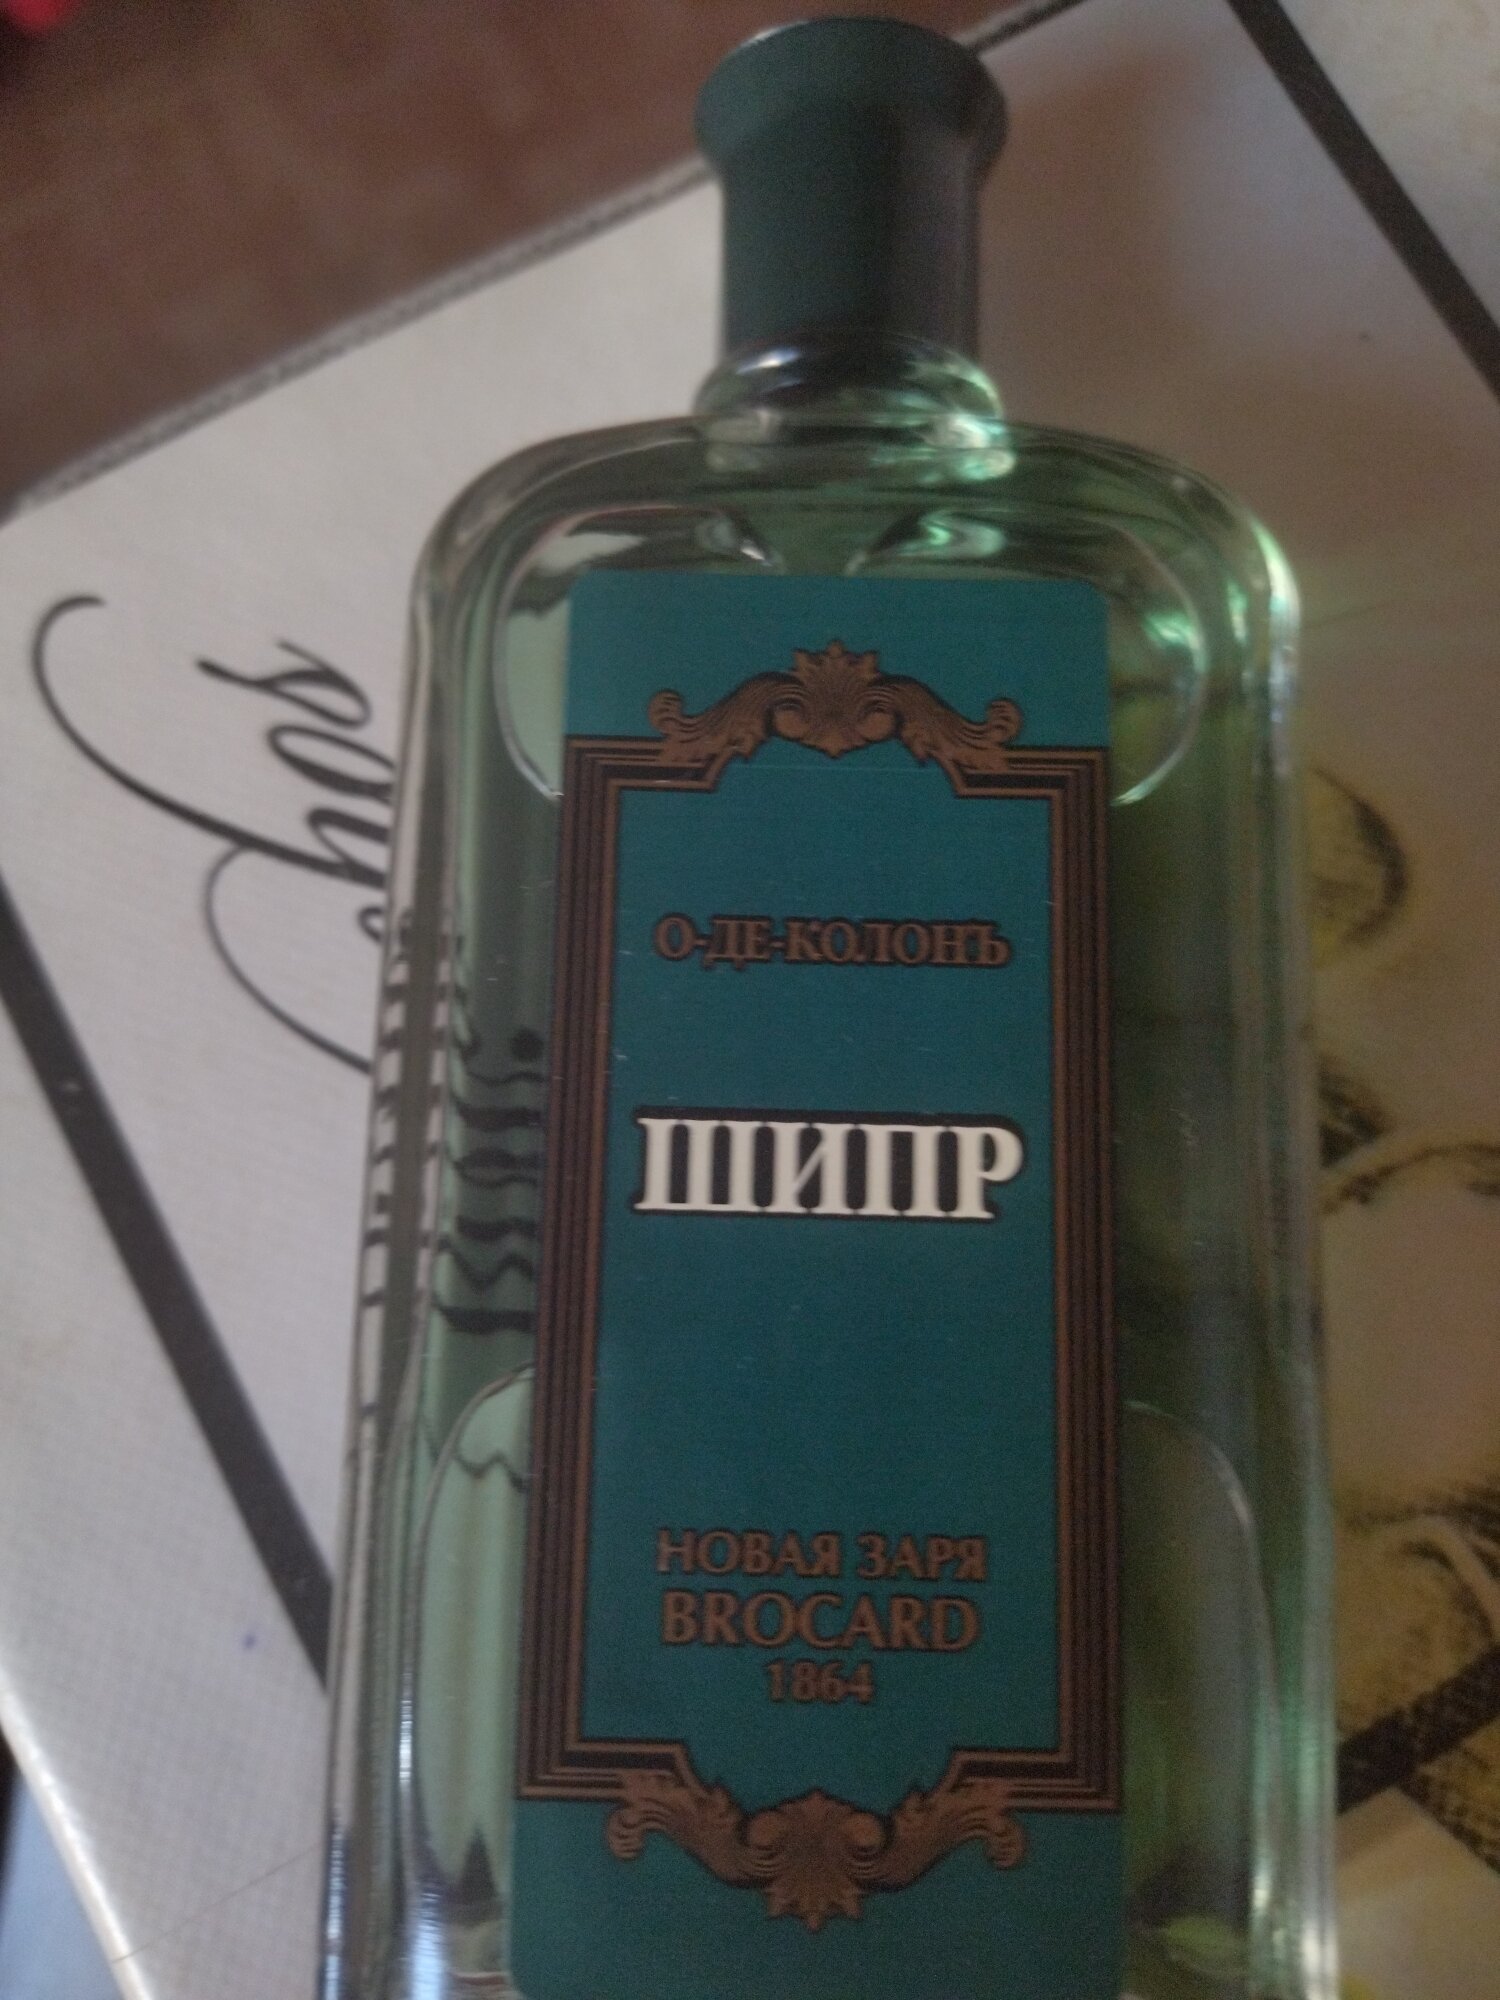 О-ДЕ-КОЛОНЪ
ШИПР
НОВАЯ ЗАРЯ
BROCARD
1864